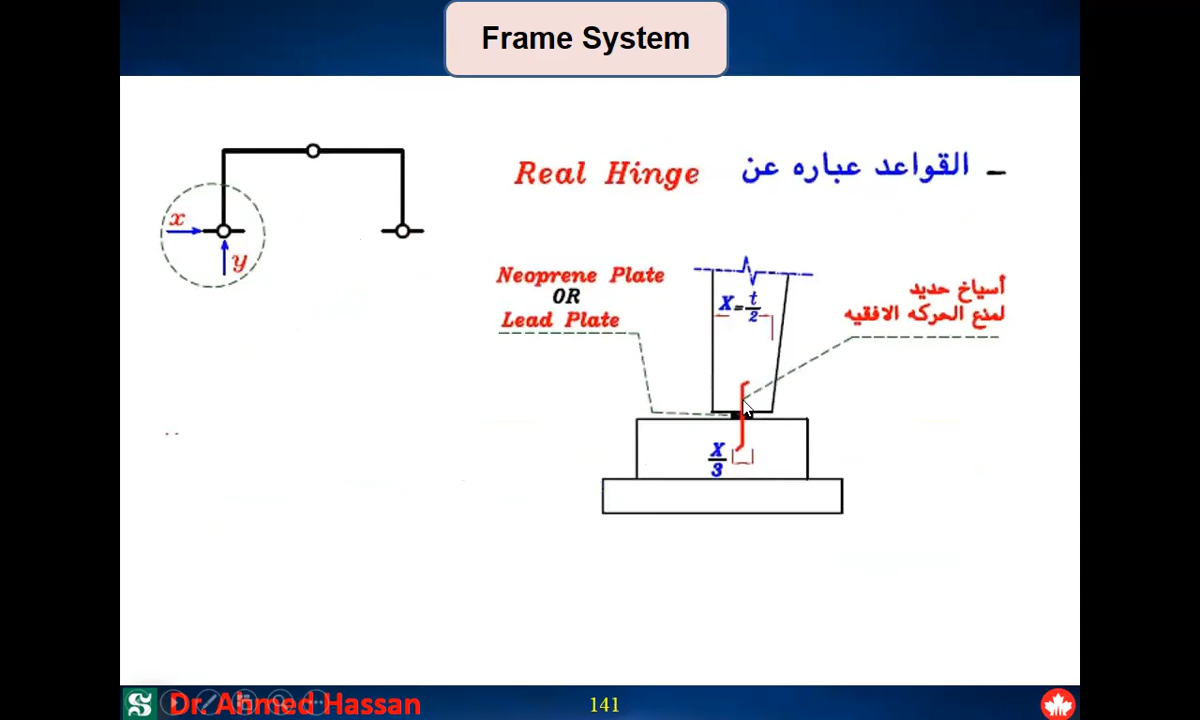 Frame System
Real Hinge
- القواعد عباره عن
x
y
Neoprene Plate
OR
Lead Plate
X = t/2
أسياخ حديد
لمنع الحركه الافقيه
X/3
Dr. Ahmed Hassan
141